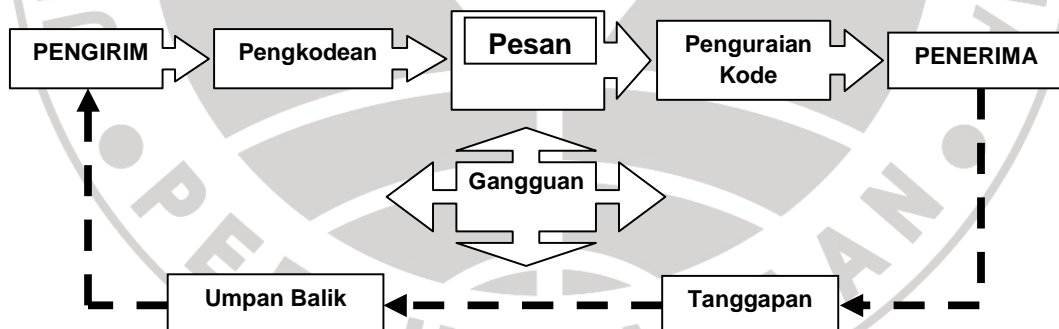 PENGIRIM
Pengkodean
Pesan
Penguraian
Kode
PENERIMA
Gangguan
Umpan Balik
Tanggapan